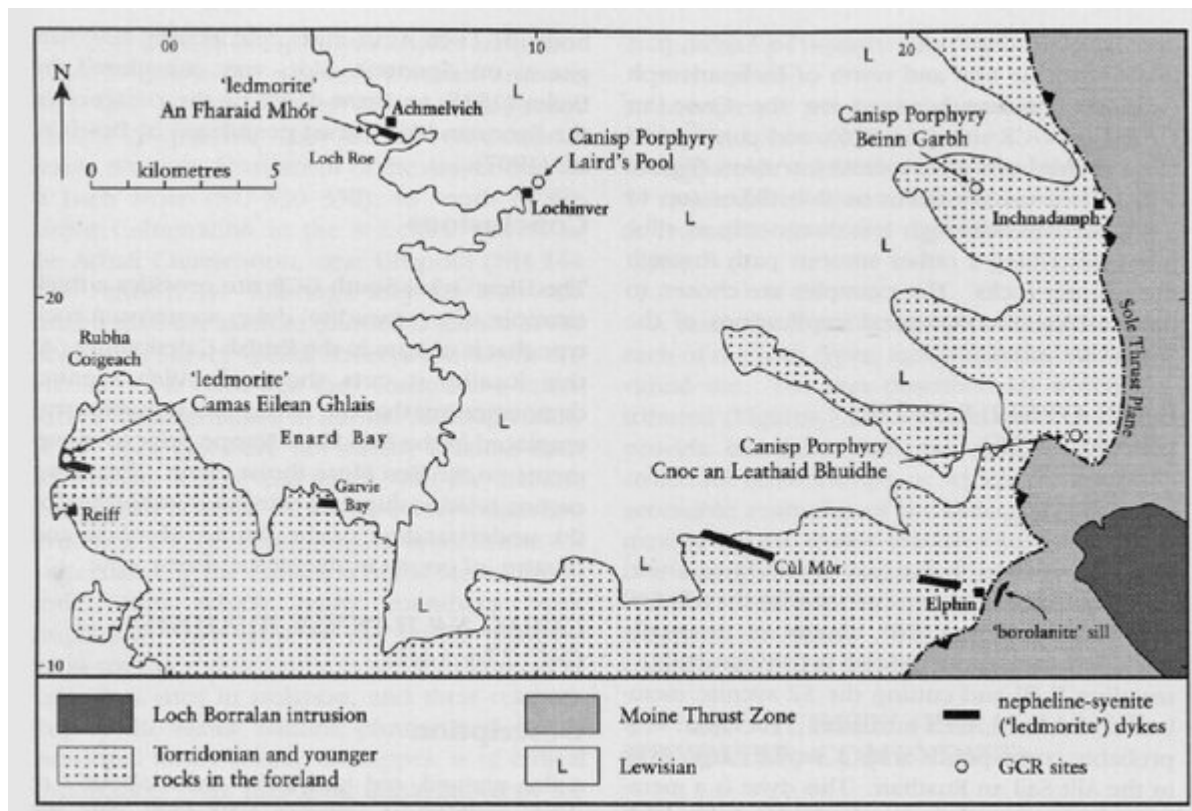 00
10
20
N
'ledmorite'
An Fharaid Mhór
Achmelvich
Loch Roe
0 kilometres 5
L
Canisp Porphyry
Laird's Pool
Lochinver
L
L
Canisp Porphyry
Beinn Garbh
Inchnadamph
L
20
Sole Thrust Plane
Rubha
Coigeach
'ledmorite'
Camas Eilean Ghlais
Enard Bay
L
L
Canisp Porphyry
Cnoc an Leathaid Bhuidhe
Garvie
Bay
Reiff
L
Cùl Mòr
Elphin
'borolanite' sill
10
Loch Borralan intrusion
Torridonian and younger
rocks in the foreland
Moine Thrust Zone
L
Lewisian
nepheline-syenite
('ledmorite') dykes
GCR sites